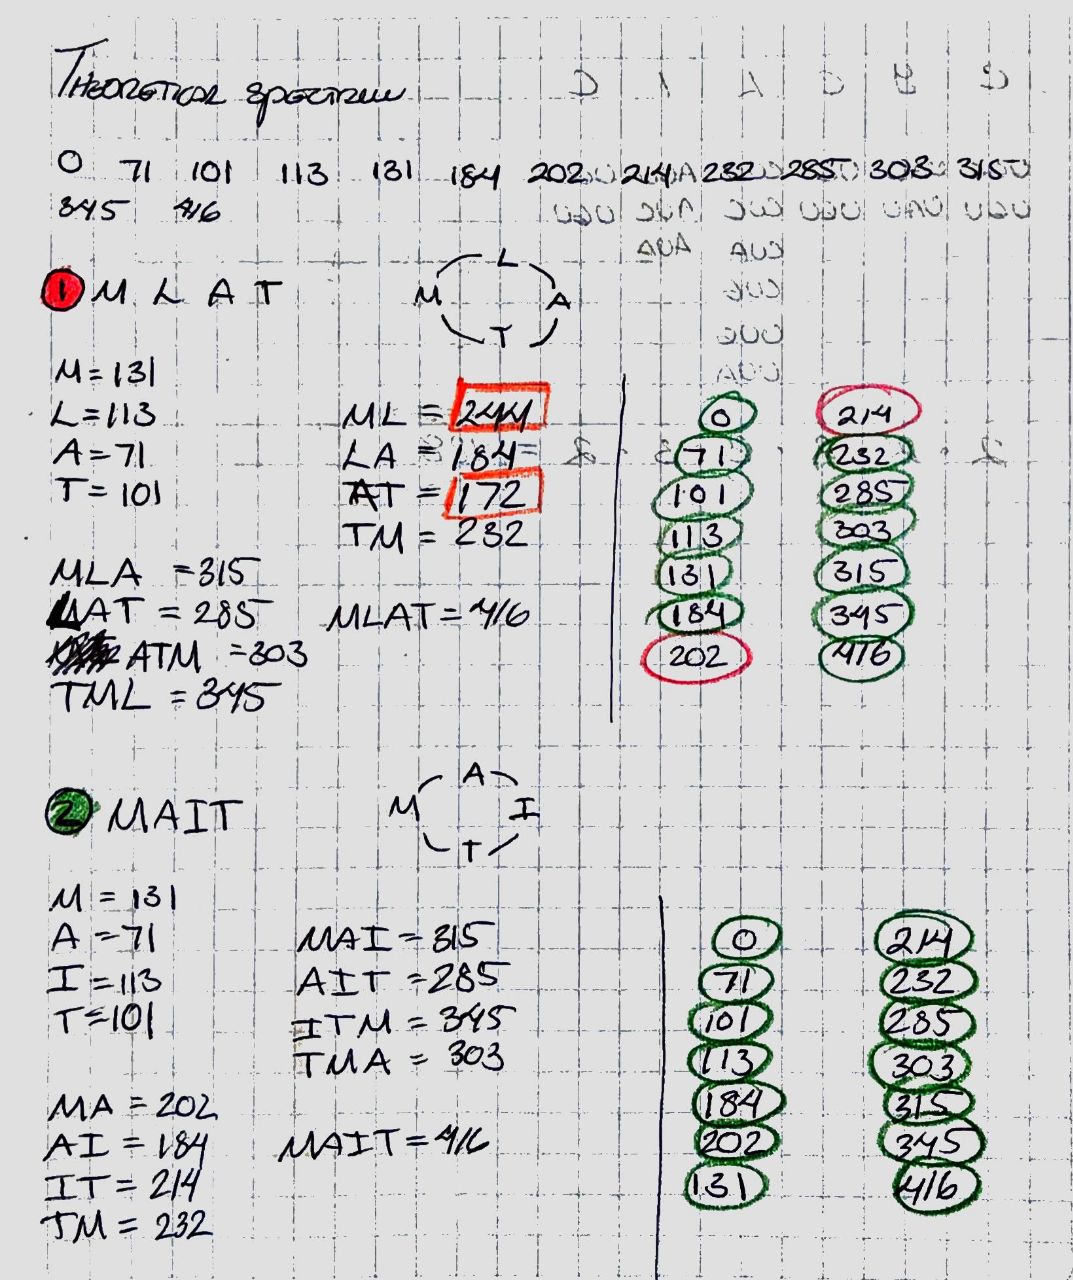 THEORETICAL SPECTRUM
0 71 101 113 131 184 202 214 232 285 303 315
345 416
1 M L A T
L
M A
T
M = 131
L = 113
A = 71
T = 101
ML = 244
LA = 184
AT = 172
TM = 232
MLA = 315
LAT = 285
ATM = 303
TML = 345
MLAT = 416
0 214
71 232
101 285
113 303
131 315
184 345
202 416
2 MAIT
A
M I
T
M = 131
A = 71
I = 113
T = 101
MAI = 315
AIT = 285
ITM = 345
TMA = 303
MA = 202
AI = 184
IT = 214
TM = 232
MAIT = 416
0 214
71 232
101 285
113 303
184 315
202 345
131 416